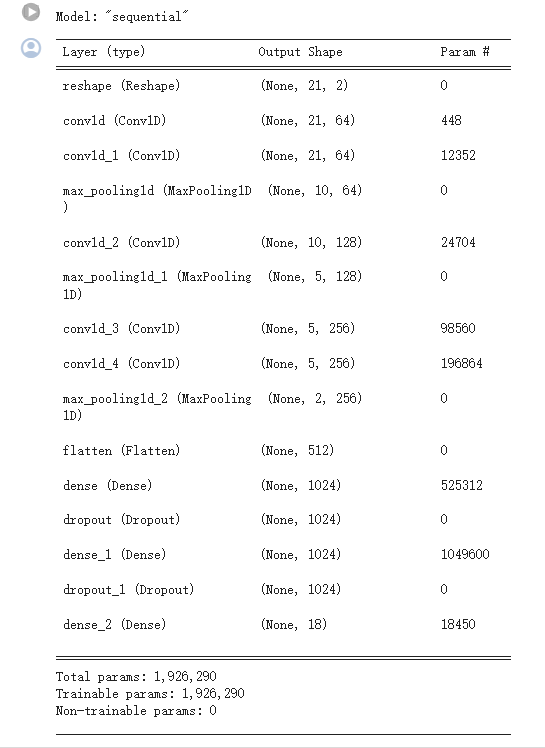 Model: "sequential"
Layer (type) Output Shape Param #
reshape (Reshape) (None, 21, 2) 0
conv1d (Conv1D) (None, 21, 64) 448
conv1d_1 (Conv1D) (None, 21, 64) 12352
max_pooling1d (MaxPooling1D (None, 10, 64) 0
)
conv1d_2 (Conv1D) (None, 10, 128) 24704
max_pooling1d_1 (MaxPooling (None, 5, 128) 0
1D)
conv1d_3 (Conv1D) (None, 5, 256) 98560
conv1d_4 (Conv1D) (None, 5, 256) 196864
max_pooling1d_2 (MaxPooling (None, 2, 256) 0
1D)
flatten (Flatten) (None, 512) 0
dense (Dense) (None, 1024) 525312
dropout (Dropout) (None, 1024) 0
dense_1 (Dense) (None, 1024) 1049600
dropout_1 (Dropout) (None, 1024) 0
dense_2 (Dense) (None, 18) 18450
Total params: 1,926,290
Trainable params: 1,926,290
Non-trainable params: 0